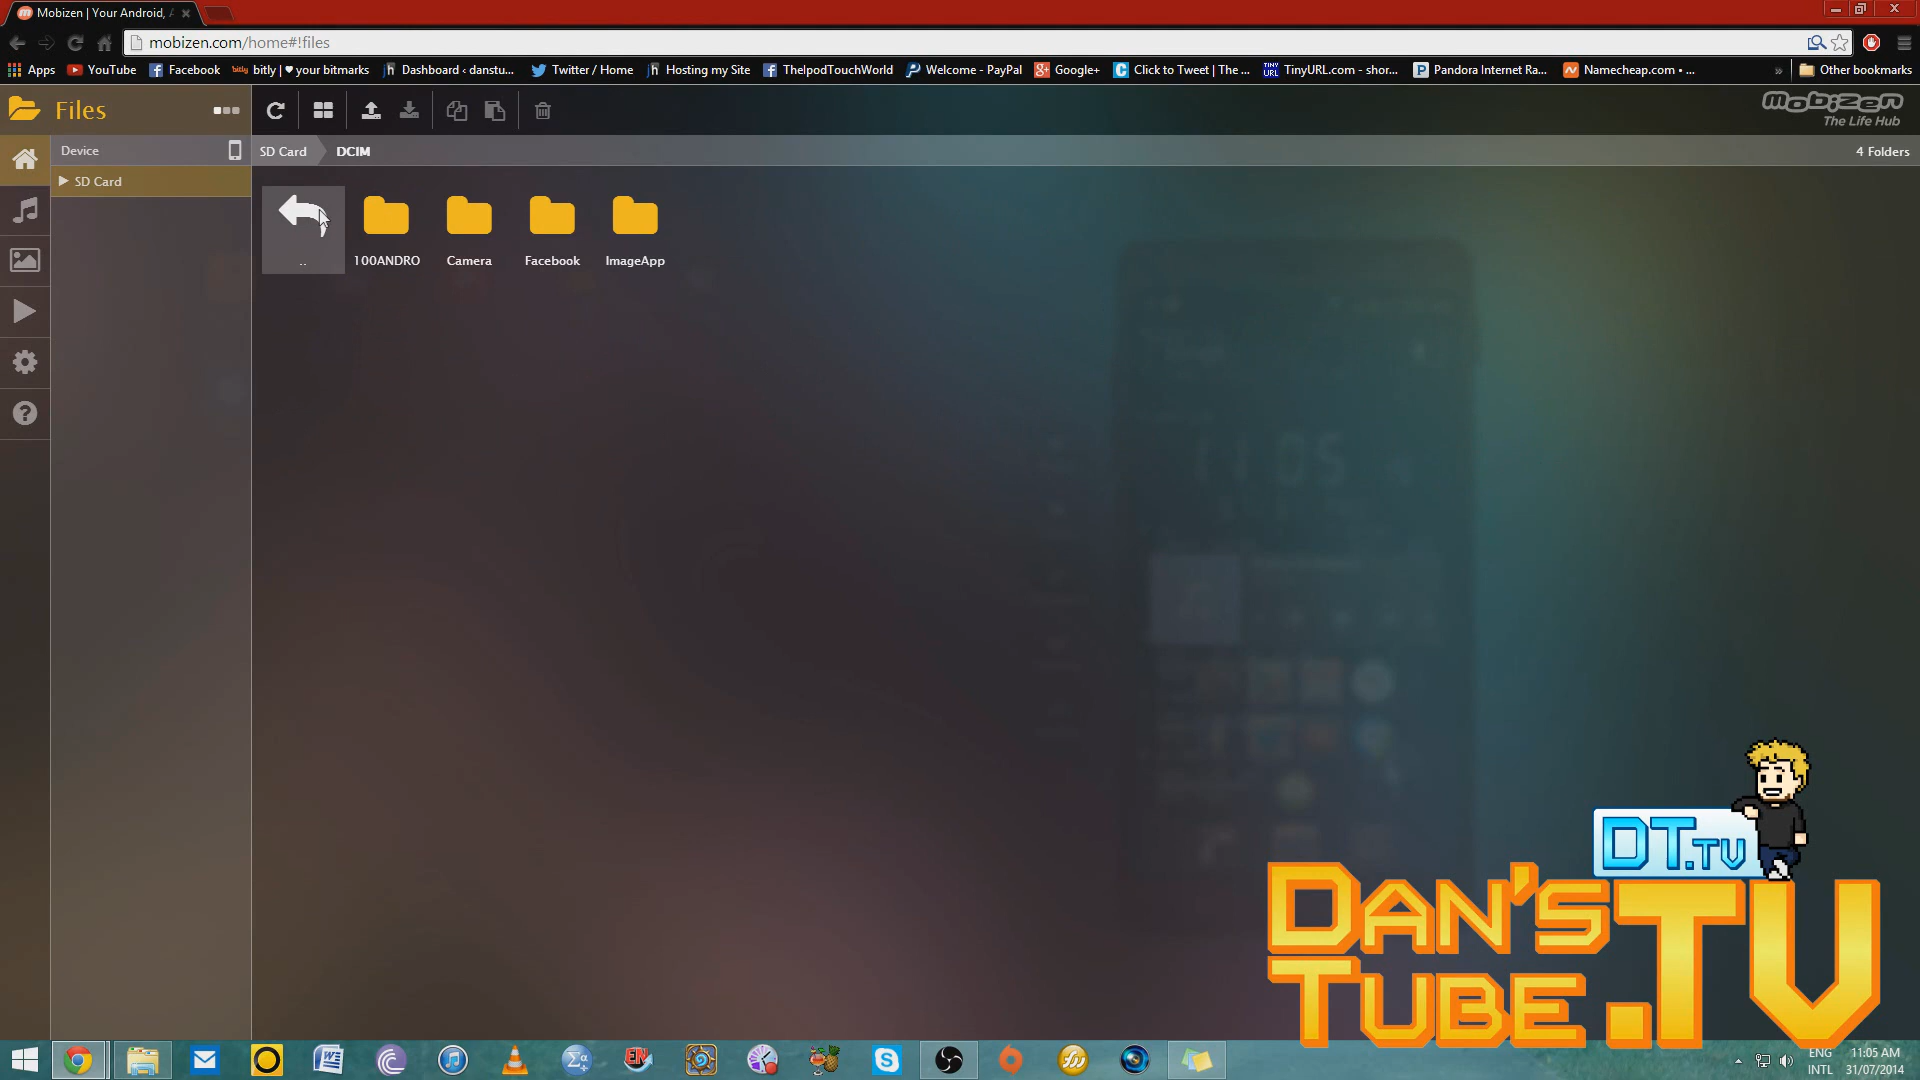 Mobizen | Your Android, A
mobizen.com/home#!files
Apps YouTube Facebook bitly | ♥ your bitmarks Dashboard ‹ danstu... Twitter / Home Hosting my Site TheIpodTouchWorld Welcome - PayPal Google+ Click to Tweet | The ... TinyURL.com - shor... Pandora Internet Ra... Namecheap.com • ... » Other bookmarks
Files
mobizen
The Life Hub
Device
SD Card DCIM
4 Folders
SD Card
.. 100ANDRO Camera Facebook ImageApp
11 05
DT.TV
DAN'S
TUBE.TV
ENG 11:05 AM
INTL 31/07/2014